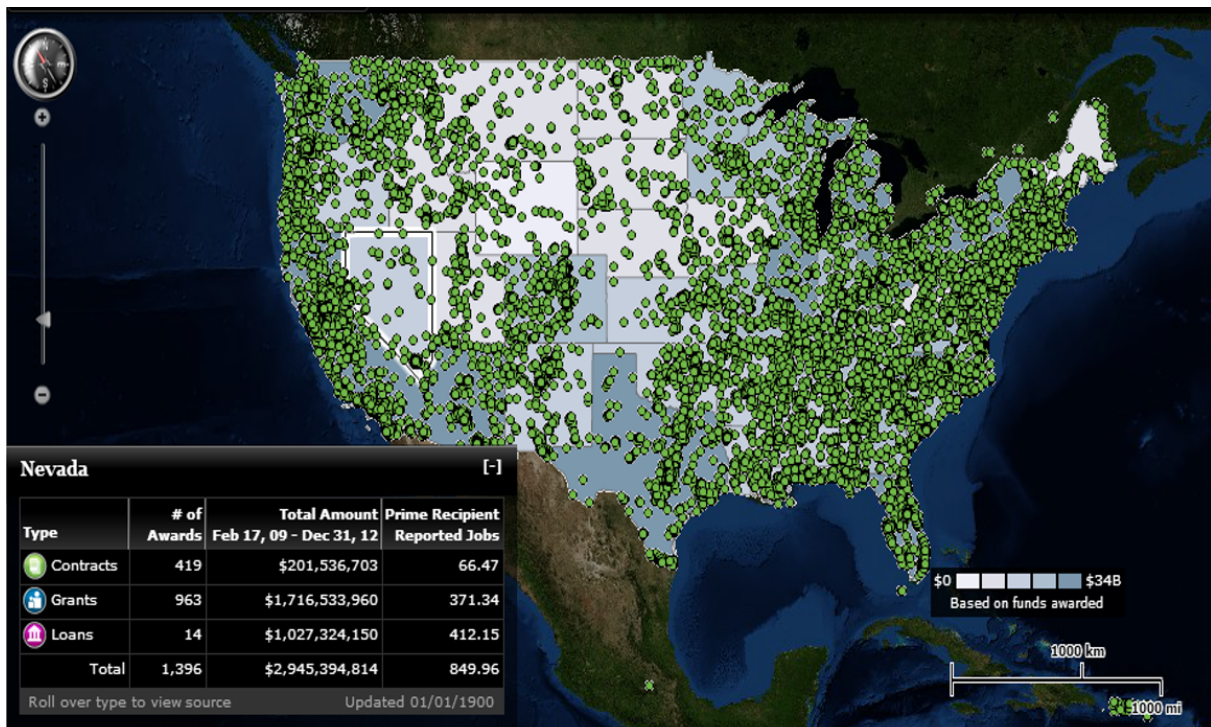 N
S
+
-
Nevada [-]
Type # of Awards Total Amount Feb 17, 09 - Dec 31, 12 Prime Recipient Reported Jobs
Contracts 419 $201,536,703 66.47
Grants 963 $1,716,533,960 371.34
Loans 14 $1,027,324,150 412.15
Total 1,396 $2,945,394,814 849.96
Roll over type to view source Updated 01/01/1900
$0 $34B
Based on funds awarded
1000 km
1000 mi